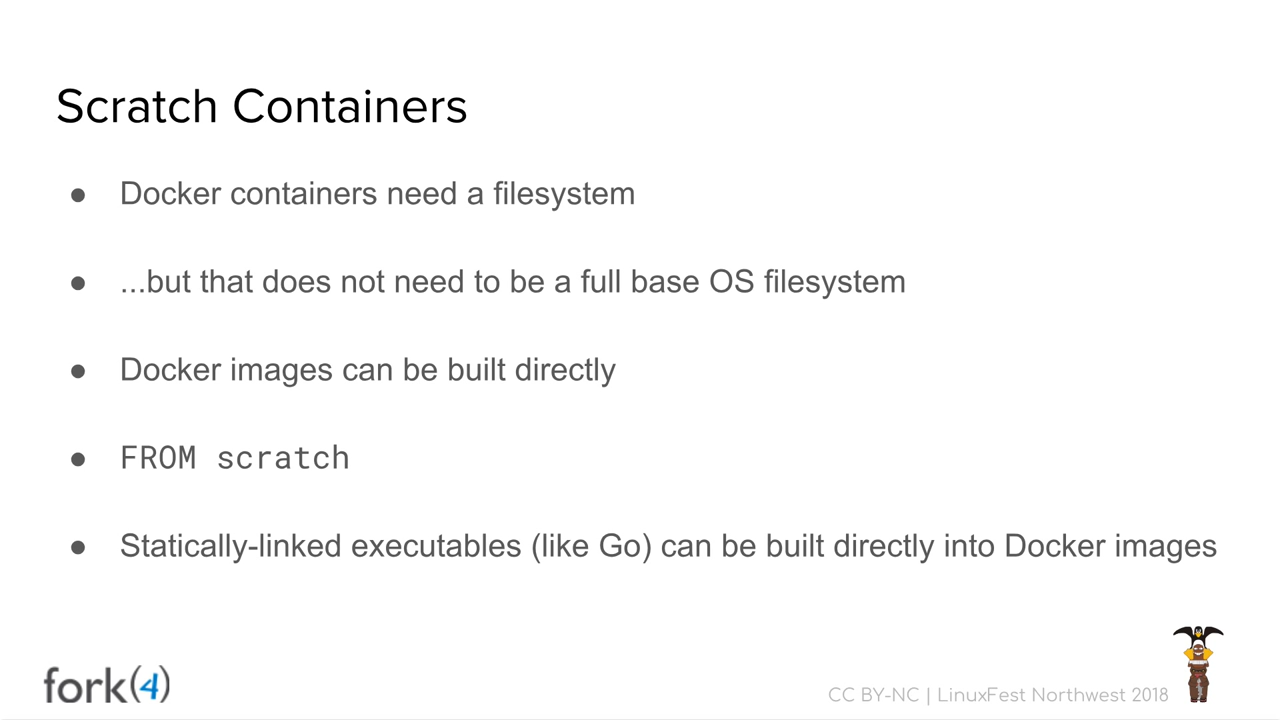 Scratch Containers
● Docker containers need a filesystem
● ...but that does not need to be a full base OS filesystem
● Docker images can be built directly
● FROM scratch
● Statically-linked executables (like Go) can be built directly into Docker images
fork(4)
CC BY-NC | LinuxFest Northwest 2018